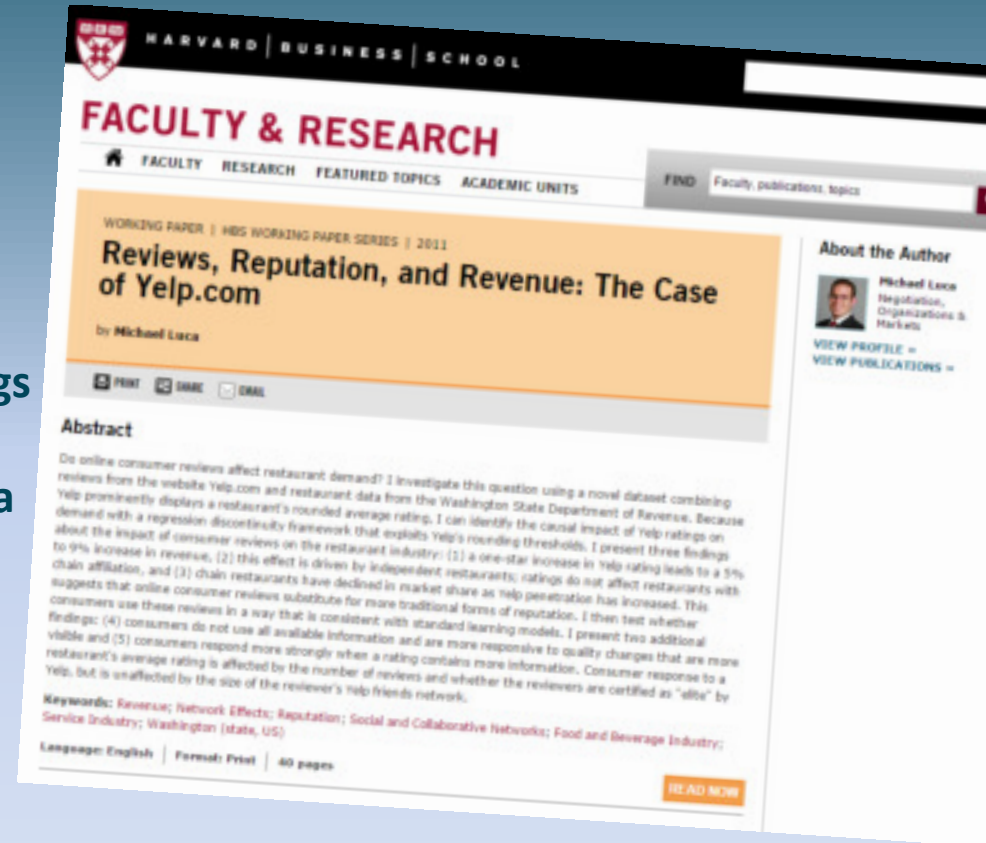 HARVARD | BUSINESS | SCHOOL
FACULTY & RESEARCH
FACULTY RESEARCH FEATURED TOPICS ACADEMIC UNITS
FIND Faculty, publications, topics
WORKING PAPER | HBS WORKING PAPER SERIES | 2011
Reviews, Reputation, and Revenue: The Case
of Yelp.com
by Michael Luca
PRINT SHARE EMAIL
Abstract
Do online consumer reviews affect restaurant demand? I investigate this question using a novel dataset combining
reviews from the website Yelp.com and restaurant data from the Washington State Department of Revenue. Because
Yelp prominently displays a restaurant's rounded average rating, I can identify the causal impact of Yelp ratings on
demand with a regression discontinuity framework that exploits Yelp's rounding thresholds. I present three findings
about the impact of consumer reviews on the restaurant industry: (1) a one-star increase in Yelp rating leads to a 5%
to 9% increase in revenue, (2) this effect is driven by independent restaurants; ratings do not affect restaurants with
chain affiliation, and (3) chain restaurants have declined in market share as Yelp penetration has increased. This
suggests that online consumer reviews substitute for more traditional forms of reputation. I then test whether
consumers use these reviews in a way that is consistent with standard learning models. I present two additional
findings: (4) consumers do not use all available information and are more responsive to quality changes that are more
visible and (5) consumers respond more strongly when a rating contains more information. Consumer response to a
restaurant's average rating is affected by the number of reviews and whether the reviewers are certified as "elite" by
Yelp, but is unaffected by the size of the reviewer's Yelp friends network.
Keywords: Revenue; Network Effects; Reputation; Social and Collaborative Networks; Food and Beverage Industry;
Service Industry; Washington (state, US)
Language: English | Format: Print | 40 pages
READ NOW
About the Author
Michael Luca
Negotiation,
Organizations &
Markets
VIEW PROFILE »
VIEW PUBLICATIONS »
gs
a